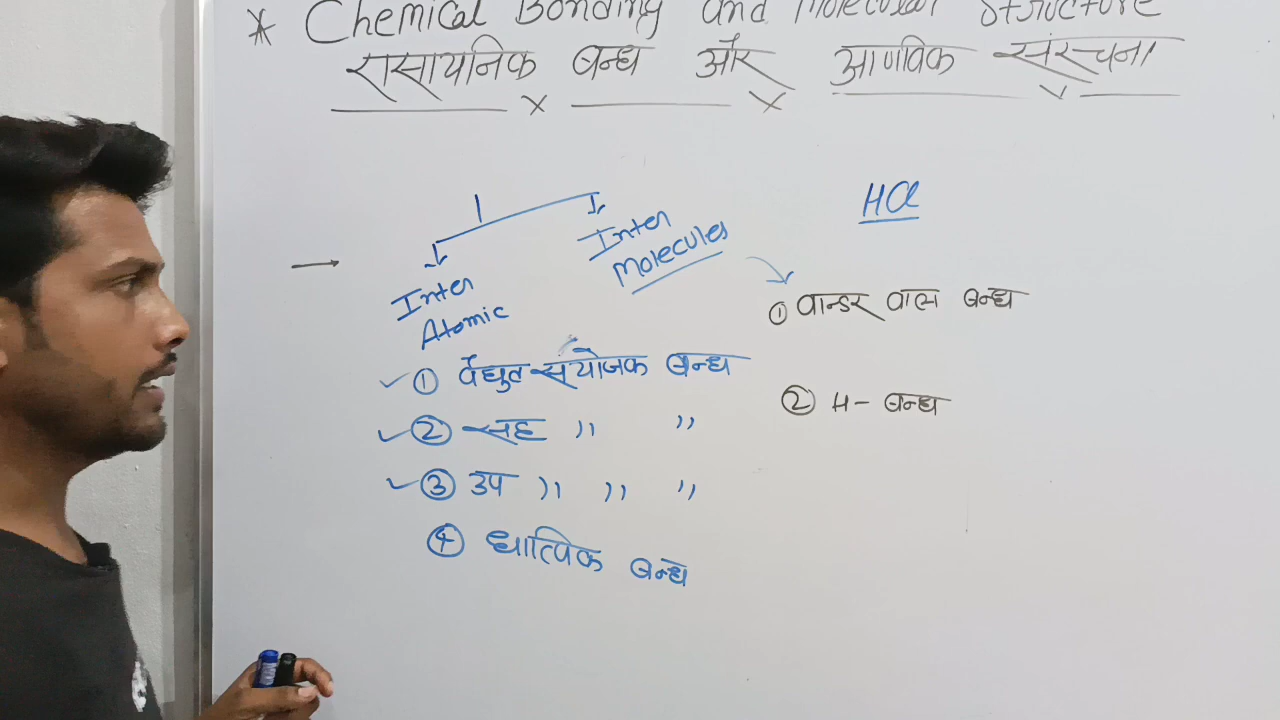 * Chemical Bonding and Molecular Structure
रासायनिक बन्ध और आणविक संरचना
HCl
Inter Atomic
Inter Molecules
① वैद्युत संयोजक बन्ध
② सह ,, ,,
③ उप ,, ,, ,,
④ धात्विक बन्ध
① वान्डर वाल बन्ध
② H- बन्ध